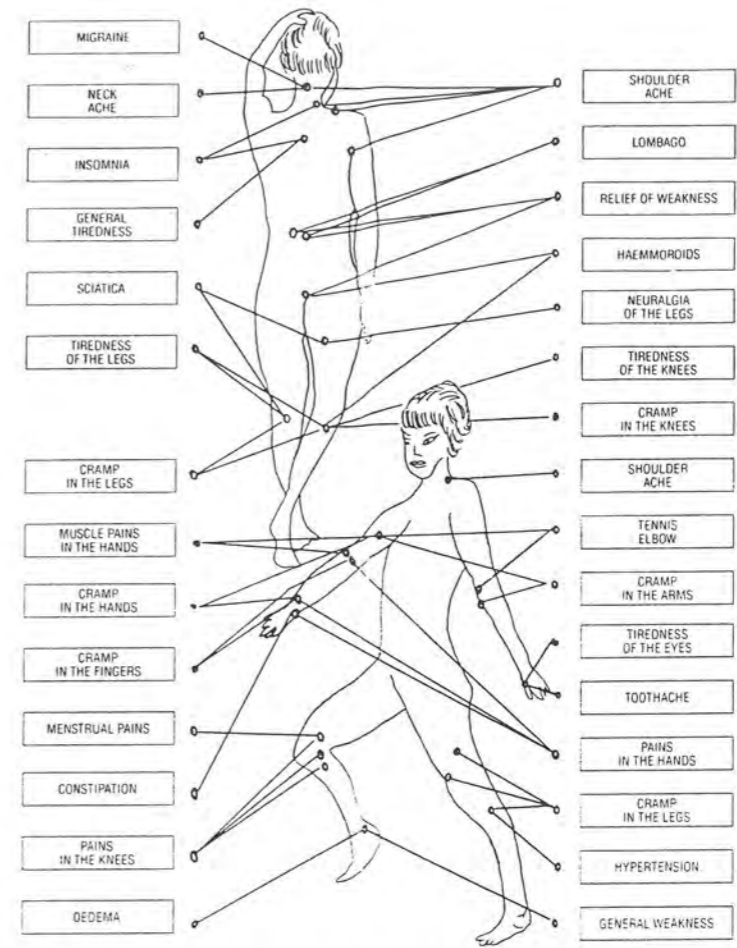 MIGRAINE
NECK
ACHE
INSOMNIA
GENERAL
TIREDNESS
SCIATICA
TIREDNESS
OF THE LEGS
CRAMP
IN THE LEGS
MUSCLE PAINS
IN THE HANDS
CRAMP
IN THE HANDS
CRAMP
IN THE FINGERS
MENSTRUAL PAINS
CONSTIPATION
PAINS
IN THE KNEES
OEDEMA
SHOULDER
ACHE
LOMBAGO
RELIEF OF WEAKNESS
HAEMMOROIDS
NEURALGIA
OF THE LEGS
TIREDNESS
OF THE KNEES
CRAMP
IN THE KNEES
SHOULDER
ACHE
TENNIS
ELBOW
CRAMP
IN THE ARMS
TIREDNESS
OF THE EYES
TOOTHACHE
PAINS
IN THE HANDS
CRAMP
IN THE LEGS
HYPERTENSION
GENERAL WEAKNESS